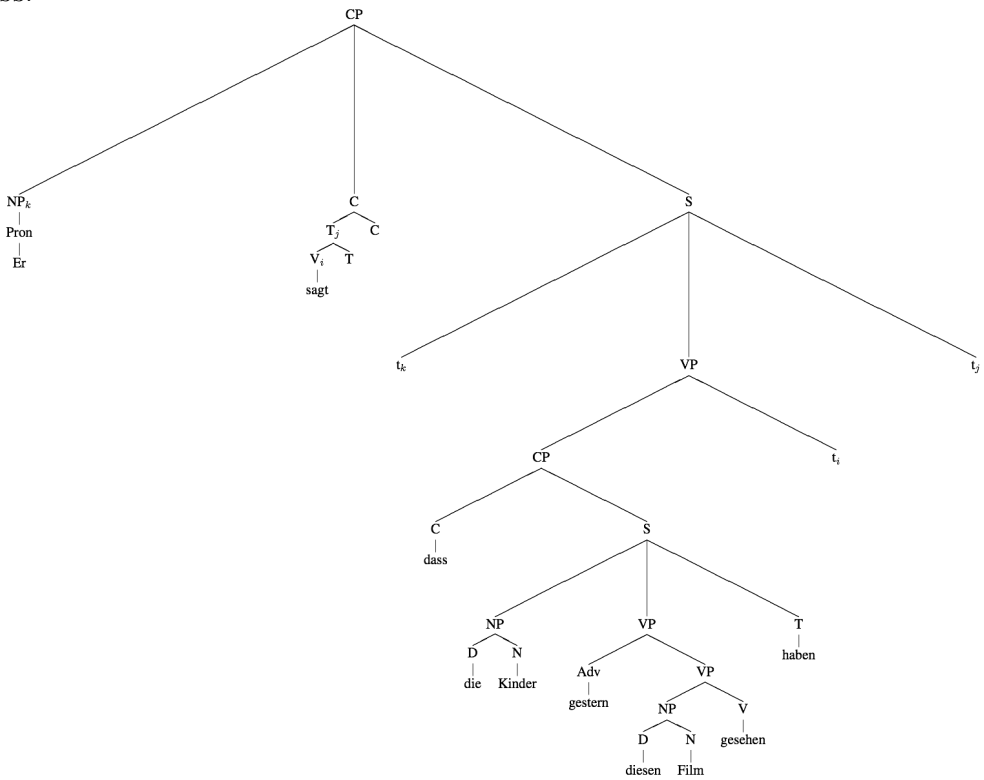 CP
NPk C S
Pron Tj C
Er Vi T
sagt
tk VP tj
CP ti
C S
dass
NP VP T
D N Adv VP haben
die Kinder gestern NP V
D N gesehen
diesen Film